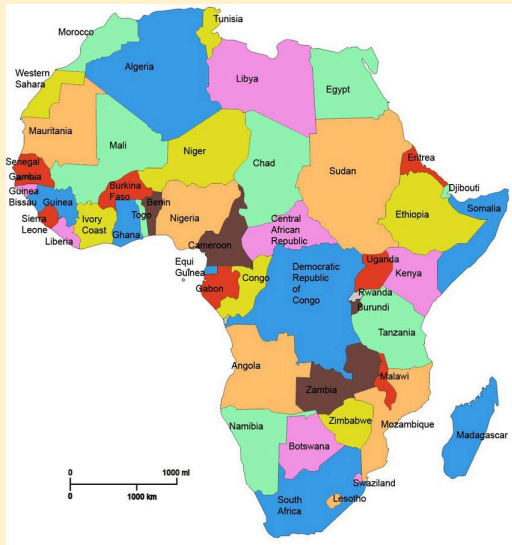 Tunisia
Morocco
Algeria
Libya
Egypt
Western
Sahara
Mauritania
Mali
Niger
Chad
Sudan
Eritrea
Senegal
Gambia
Guinea
Bissau
Guinea
Burkina
Faso
Benin
Togo
Nigeria
Djibouti
Somalia
Ethiopia
Sierra
Leone
Liberia
Ivory
Coast
Ghana
Cameroon
Central
African
Republic
Equi
Guinea
Gabon
Congo
Democratic
Republic
of
Congo
Uganda
Kenya
Rwanda
Burundi
Tanzania
Angola
Zambia
Malawi
Mozambique
Zimbabwe
Namibia
Botswana
Madagascar
Swaziland
Lesotho
South
Africa
0 1000 ml
0 1000 km